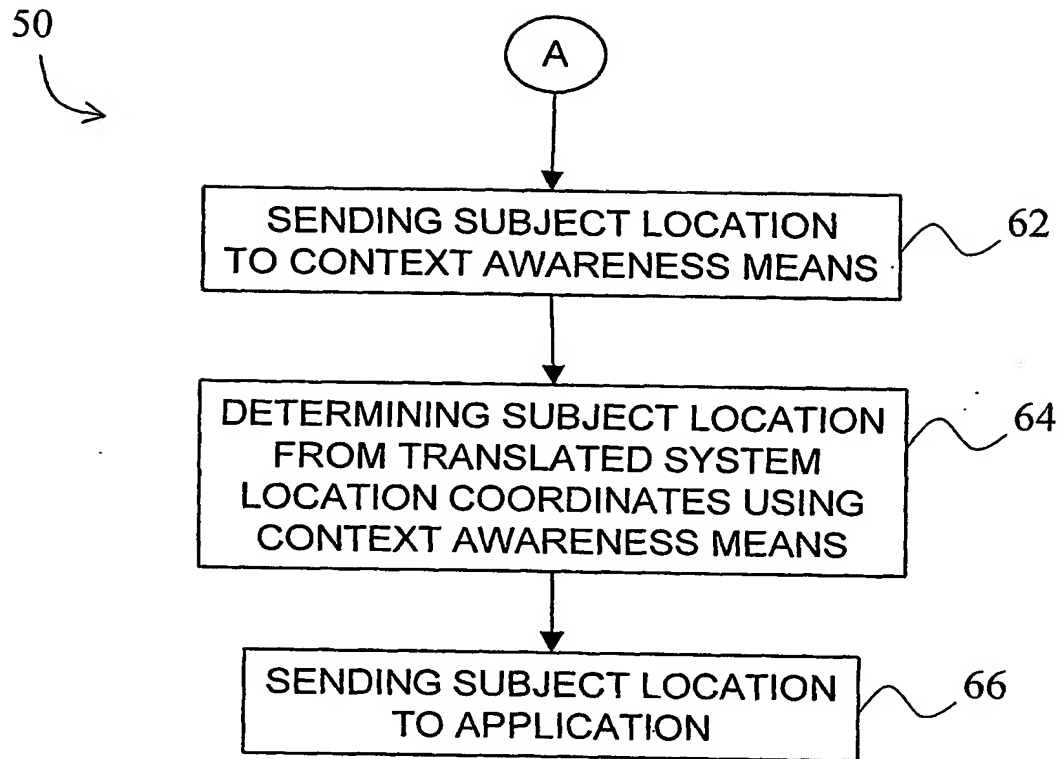 50
A
SENDING SUBJECT LOCATION
TO CONTEXT AWARENESS MEANS
62
DETERMINING SUBJECT LOCATION
FROM TRANSLATED SYSTEM
LOCATION COORDINATES USING
CONTEXT AWARENESS MEANS
64
SENDING SUBJECT LOCATION
TO APPLICATION
66